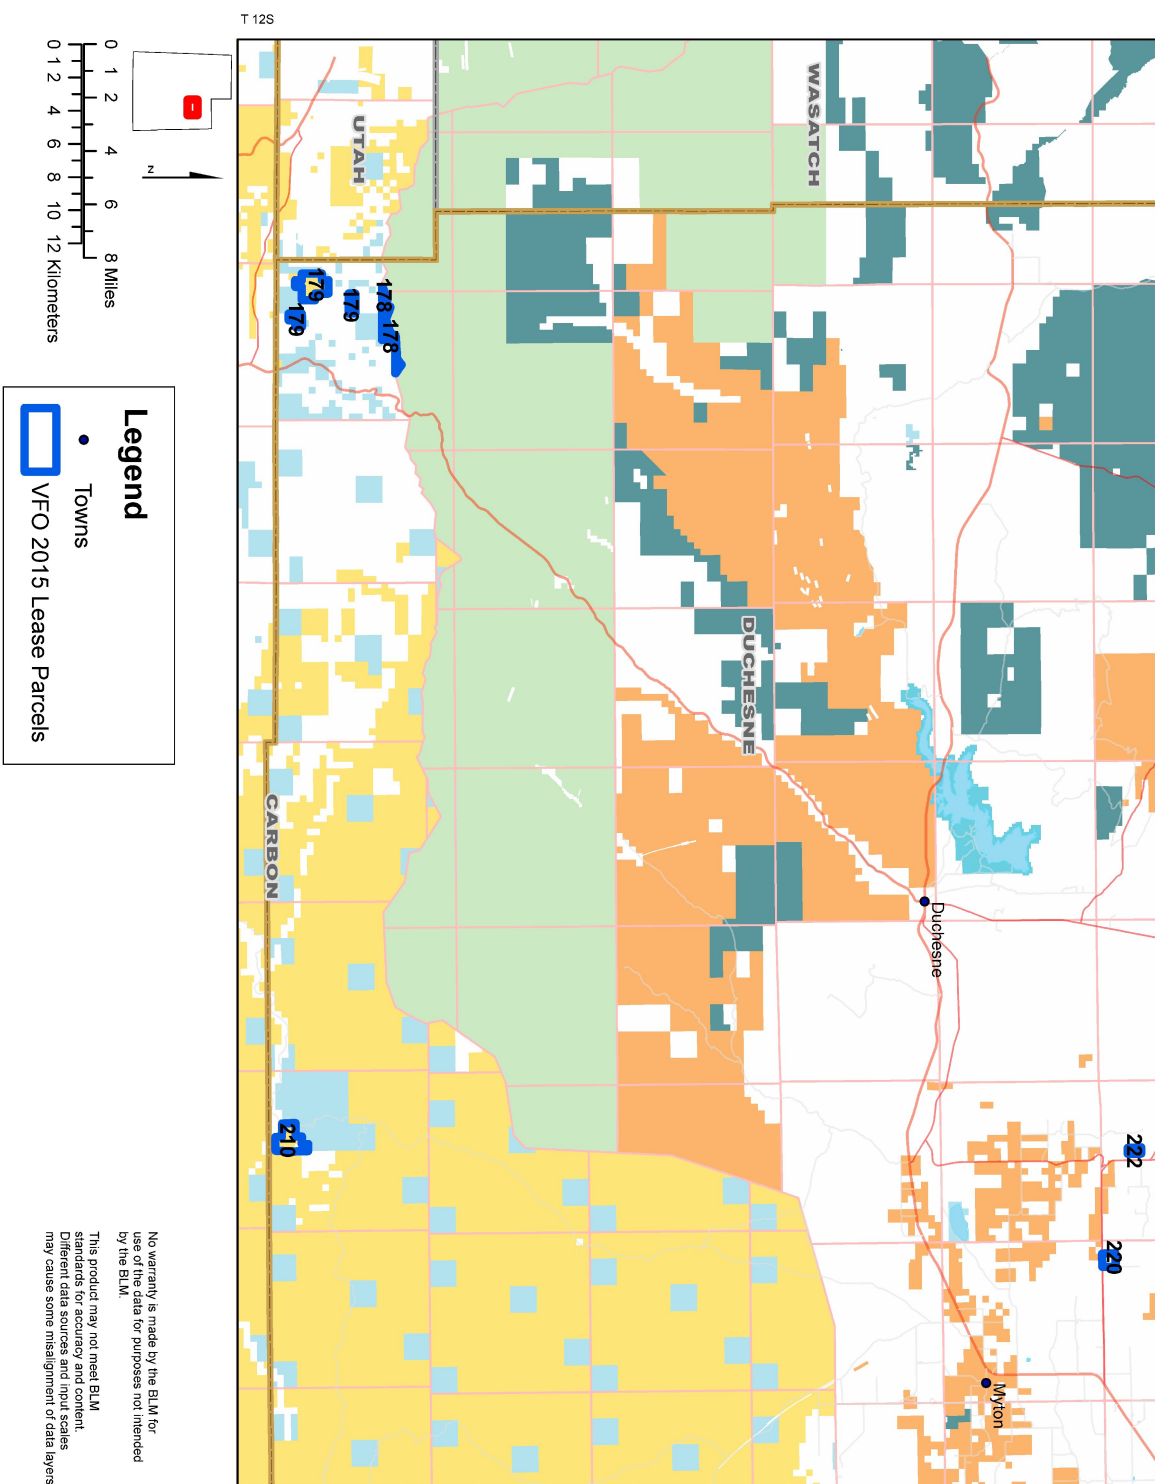 T 12S
WASATCH
UTAH
DUCHESNE
CARBON
Duchesne
Myton
178
178
179
179
179
210
222
220
0 1 2 4 6 8 Miles
0 1 2 4 6 8 10 12 Kilometers
N
Legend
Towns
VFO 2015 Lease Parcels
No warranty is made by the BLM for
use of the data for purposes not intended
by the BLM.
This product may not meet BLM
standards for accuracy and content.
Different data sources and input scales
may cause some misalignment of data layers